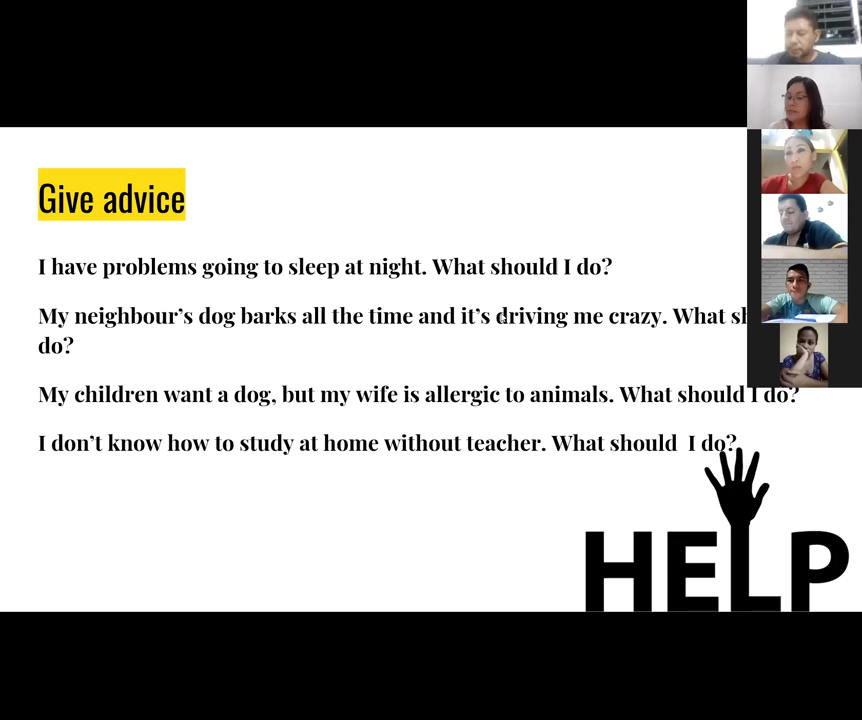 Give advice
I have problems going to sleep at night. What should I do?
My neighbour's dog barks all the time and it's driving me crazy. What
do?
My children want a dog, but my wife is allergic to animals. What should I do?
I don't know how to study at home without teacher. What should I do?
HELP